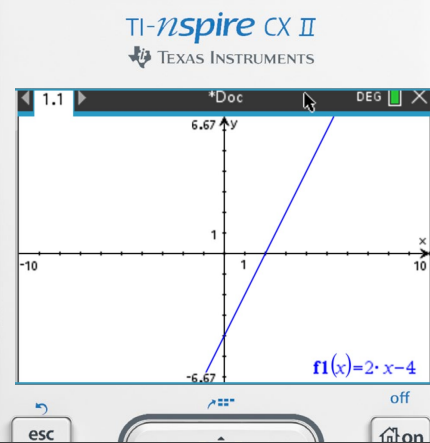 TI-nspire CX II
TEXAS INSTRUMENTS
1.1 *Doc DEG
6.67 y
1
x
-10 1 10
f1(x)=2·x-4
-6.67
off
esc on